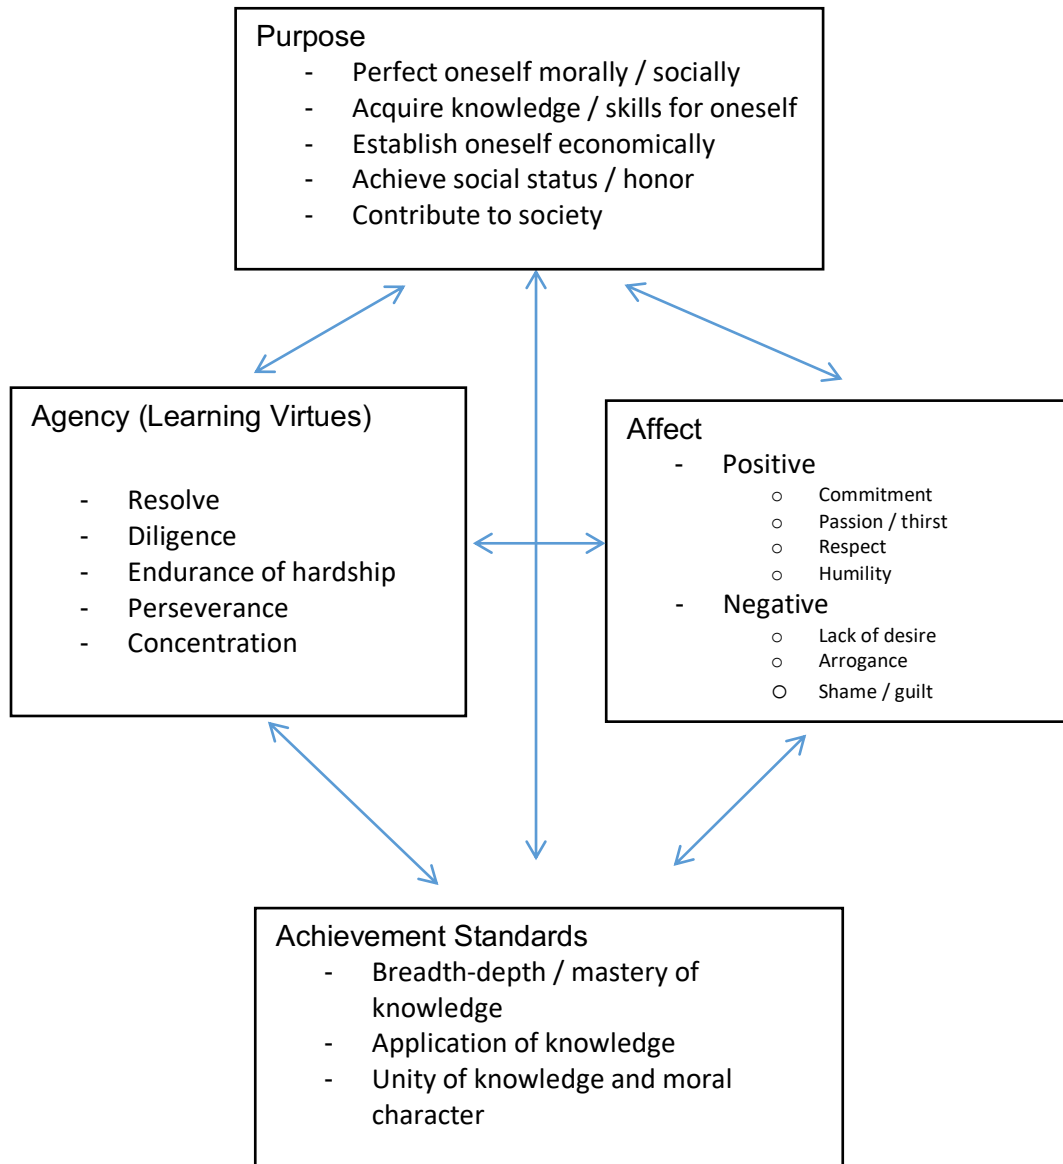 Purpose
- Perfect oneself morally / socially
- Acquire knowledge / skills for oneself
- Establish oneself economically
- Achieve social status / honor
- Contribute to society
Agency (Learning Virtues)
- Resolve
- Diligence
- Endurance of hardship
- Perseverance
- Concentration
Affect
- Positive
o Commitment
o Passion / thirst
o Respect
o Humility
- Negative
o Lack of desire
o Arrogance
o Shame / guilt
Achievement Standards
- Breadth-depth / mastery of
knowledge
- Application of knowledge
- Unity of knowledge and moral
character